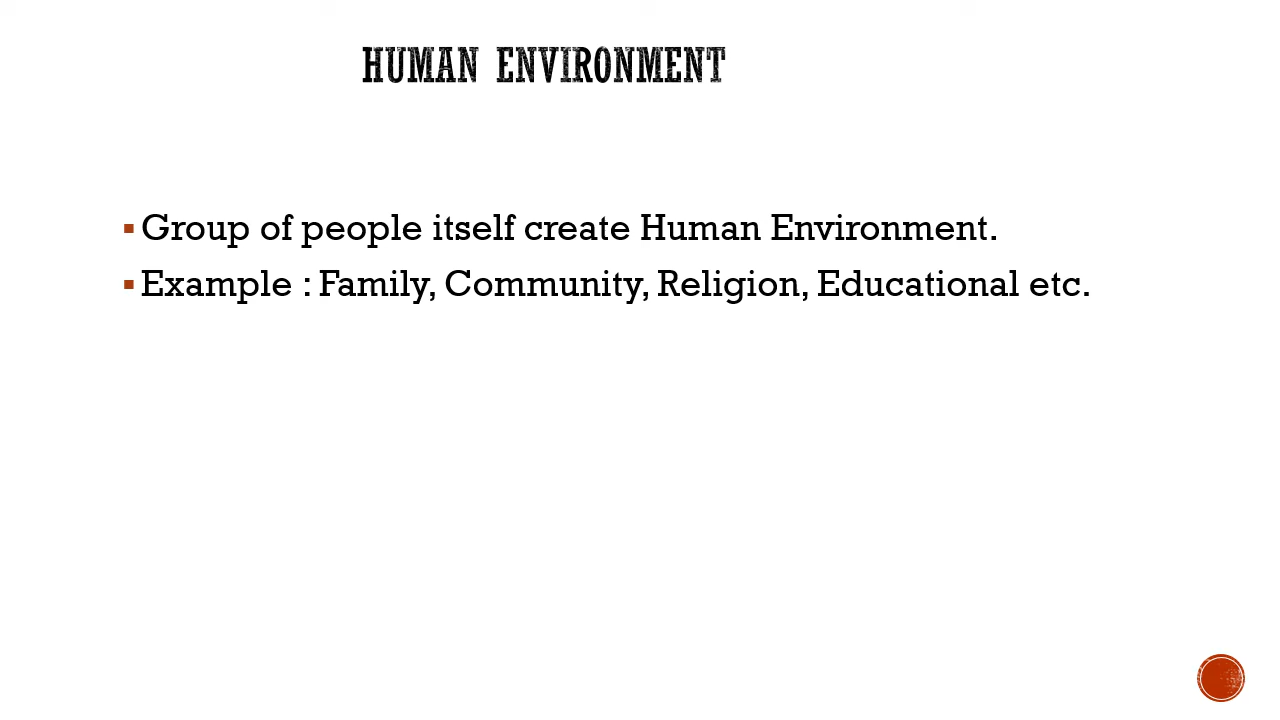 HUMAN ENVIRONMENT
▪ Group of people itself create Human Environment.
▪ Example : Family, Community, Religion, Educational etc.